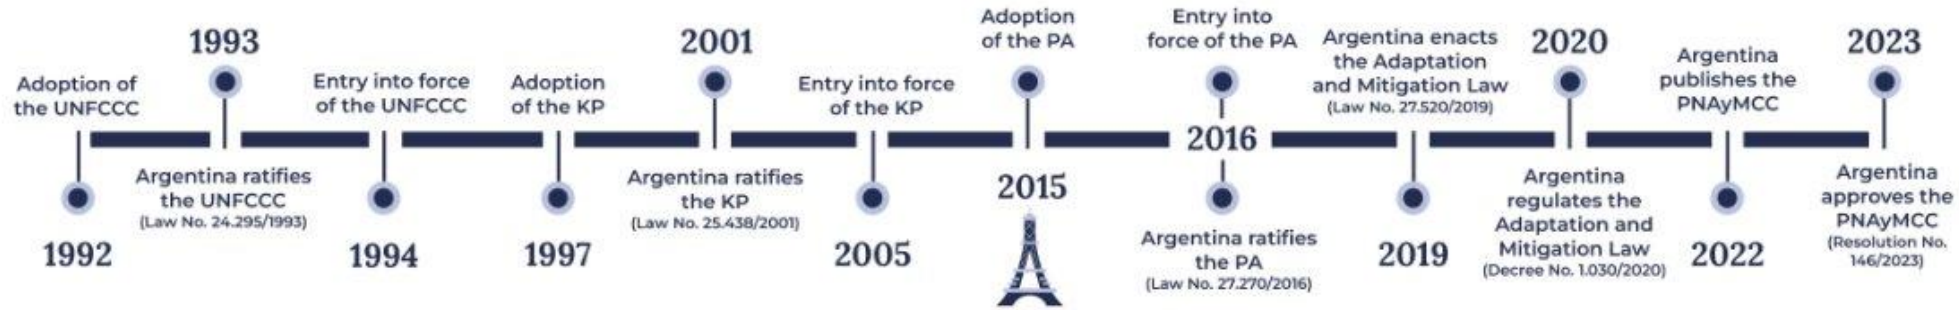 Adoption of
the UNFCCC
1992
1993
Argentina ratifies
the UNFCCC
(Law No. 24.295/1993)
Entry into force
of the UNFCCC
1994
Adoption
of the KP
1997
2001
Argentina ratifies
the KP
(Law No. 25.438/2001)
Entry into force
of the KP
2005
Adoption
of the PA
2015
Entry into
force of the PA
2016
Argentina ratifies
the PA
(Law No. 27.270/2016)
Argentina enacts
the Adaptation
and Mitigation Law
(Law No. 27.520/2019)
2019
2020
Argentina
regulates the
Adaptation and
Mitigation Law
(Decree No. 1.030/2020)
Argentina
publishes the
PNAyMCC
2022
2023
Argentina
approves the
PNAyMCC
(Resolution No.
146/2023)